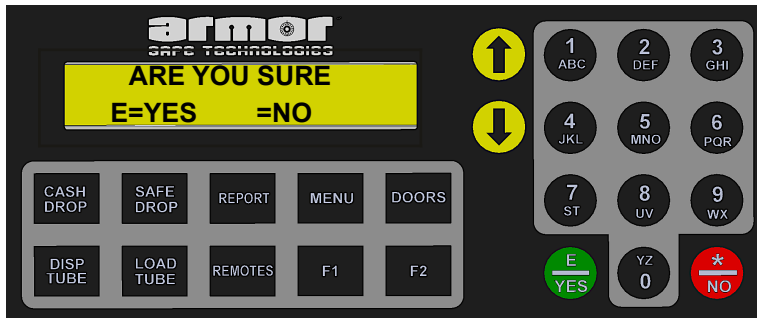 armor
SAFE TECHNOLOGIES
ARE YOU SURE
E=YES =NO
1
ABC
2
DEF
3
GHI
4
JKL
5
MNO
6
PQR
7
ST
8
UV
9
WX
E
YES
YZ
0
*
NO
CASH
DROP
SAFE
DROP
REPORT
MENU
DOORS
DISP
TUBE
LOAD
TUBE
REMOTES
F1
F2